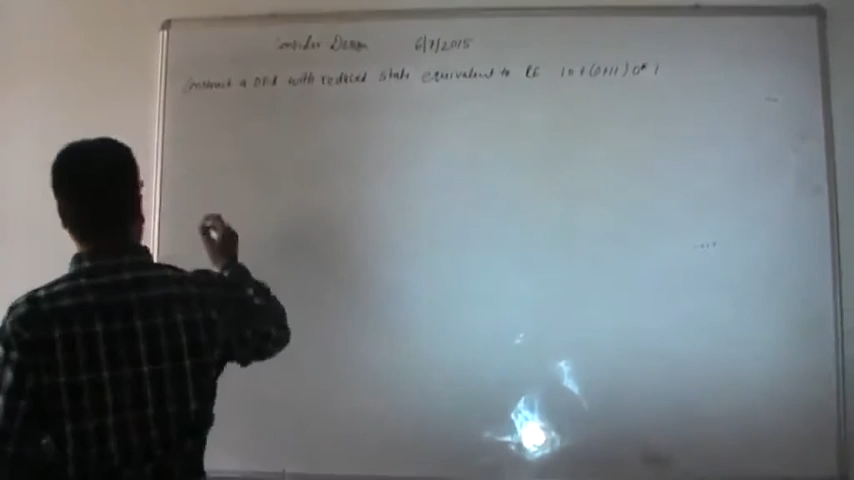 Compiler Design 6/7/2015
Construct a DFA with reduced state equivalent to RE 10+(0+11)0*1